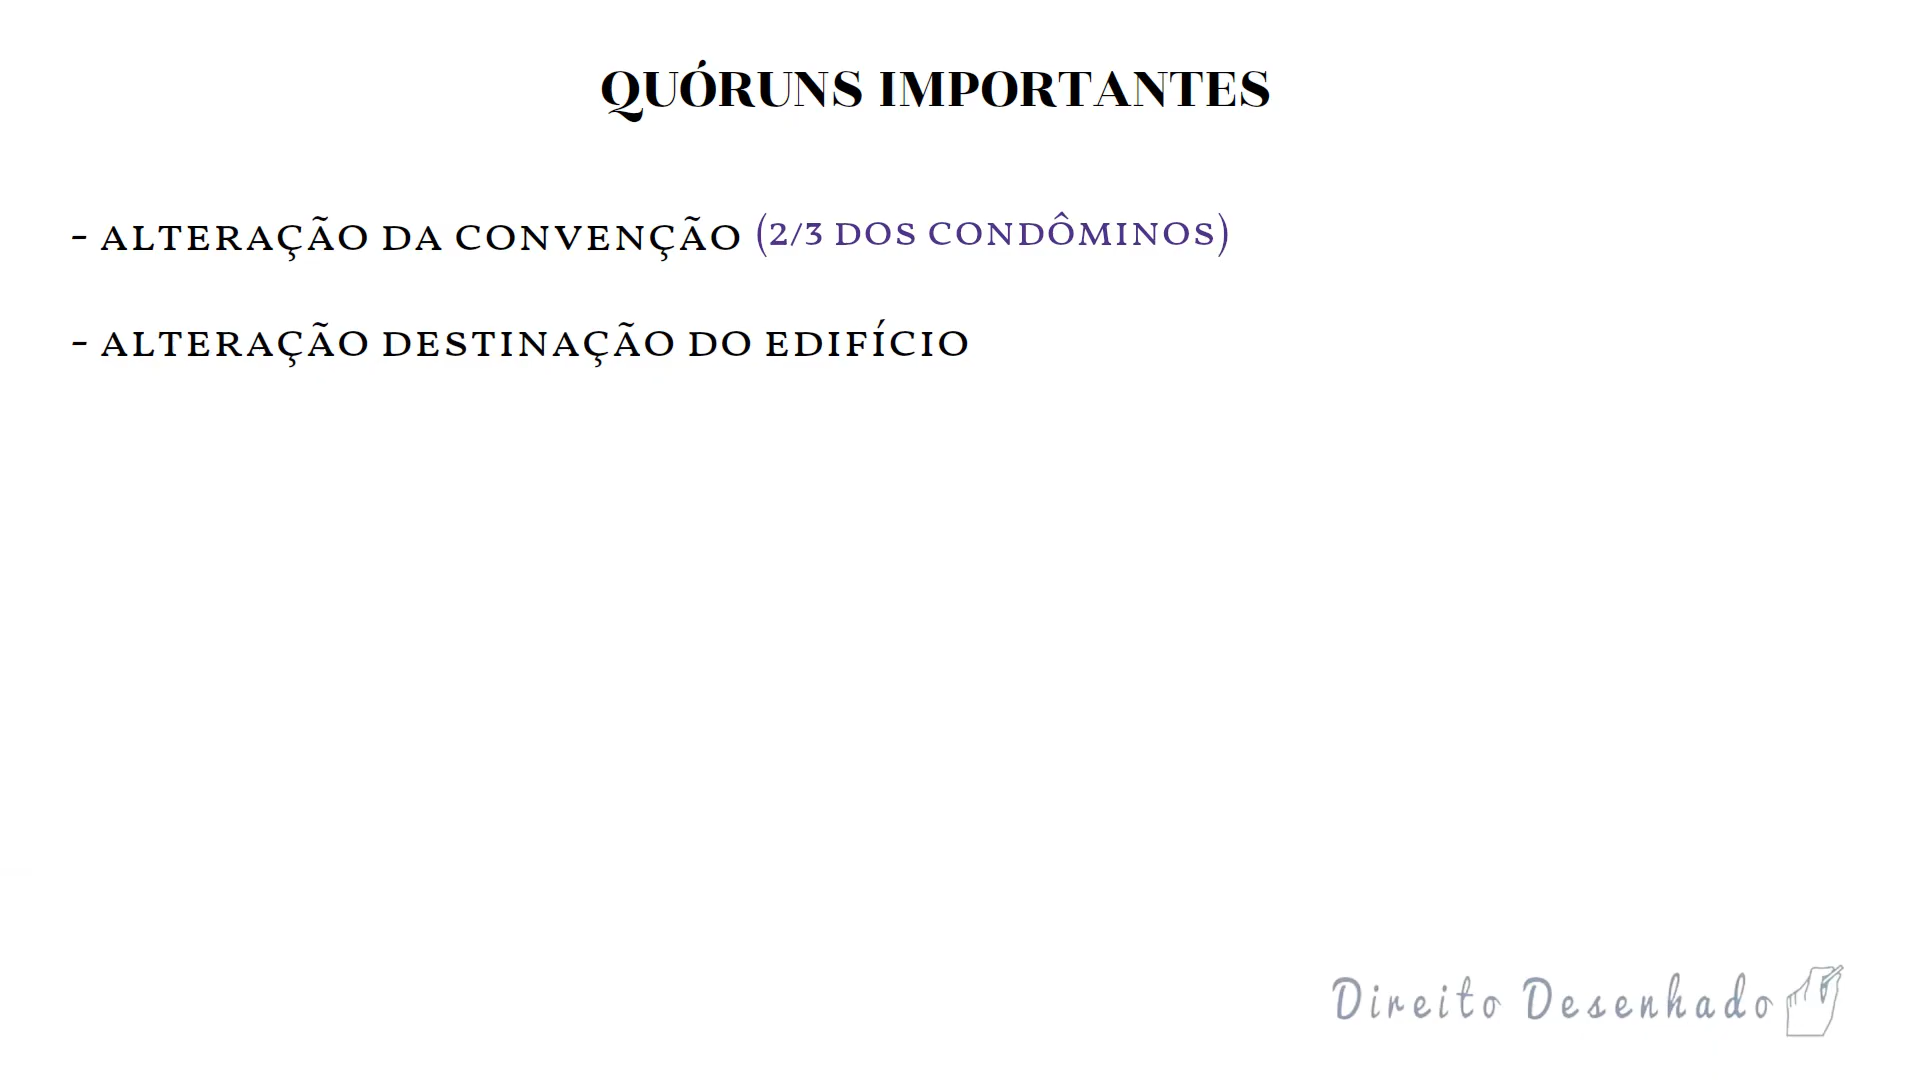 QUÓRUNS IMPORTANTES
- ALTERAÇÃO DA CONVENÇÃO (2/3 DOS CONDÔMINOS)
- ALTERAÇÃO DESTINAÇÃO DO EDIFÍCIO
Direito Desenhado